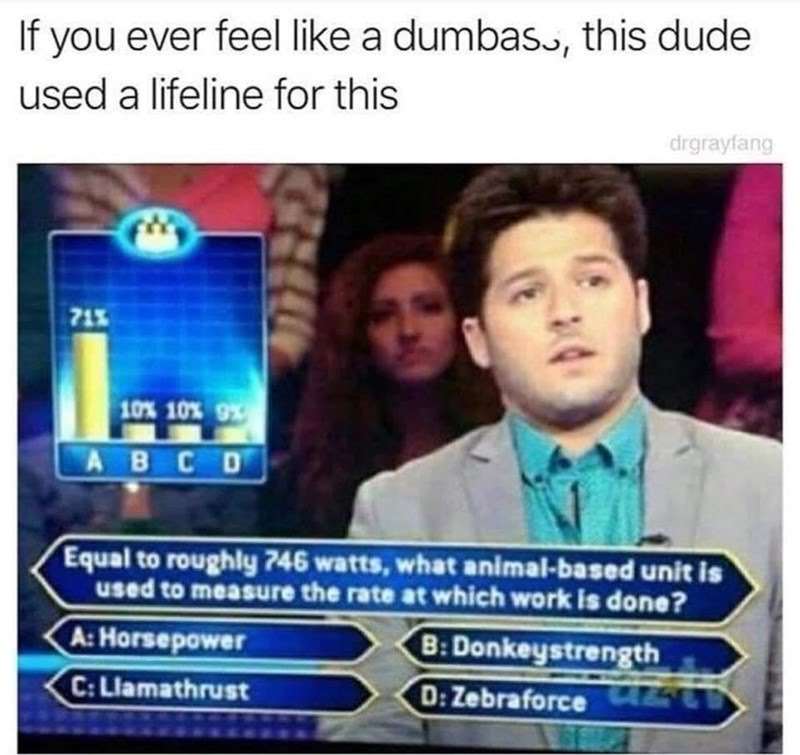 If you ever feel like a dumbass, this dude
used a lifeline for this
drgrayfang
71%
10% 10% 9%
A B C D
Equal to roughly 746 watts, what animal-based unit is
used to measure the rate at which work is done?
A: Horsepower
B: Donkeystrength
C: Llamathrust
D: Zebraforce